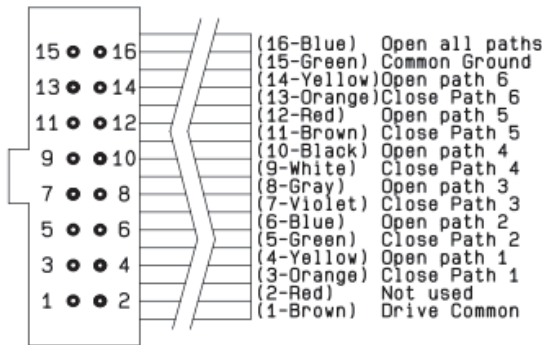 15 16
13 14
11 12
9 10
7 8
5 6
3 4
1 2
(16-Blue) Open all paths
(15-Green) Common Ground
(14-Yellow)Open path 6
(13-Orange)Close Path 6
(12-Red) Open path 5
(11-Brown) Close Path 5
(10-Black) Open path 4
(9-White) Close Path 4
(8-Gray) Open path 3
(7-Violet) Close Path 3
(6-Blue) Open path 2
(5-Green) Close Path 2
(4-Yellow) Open path 1
(3-Orange) Close Path 1
(2-Red) Not used
(1-Brown) Drive Common